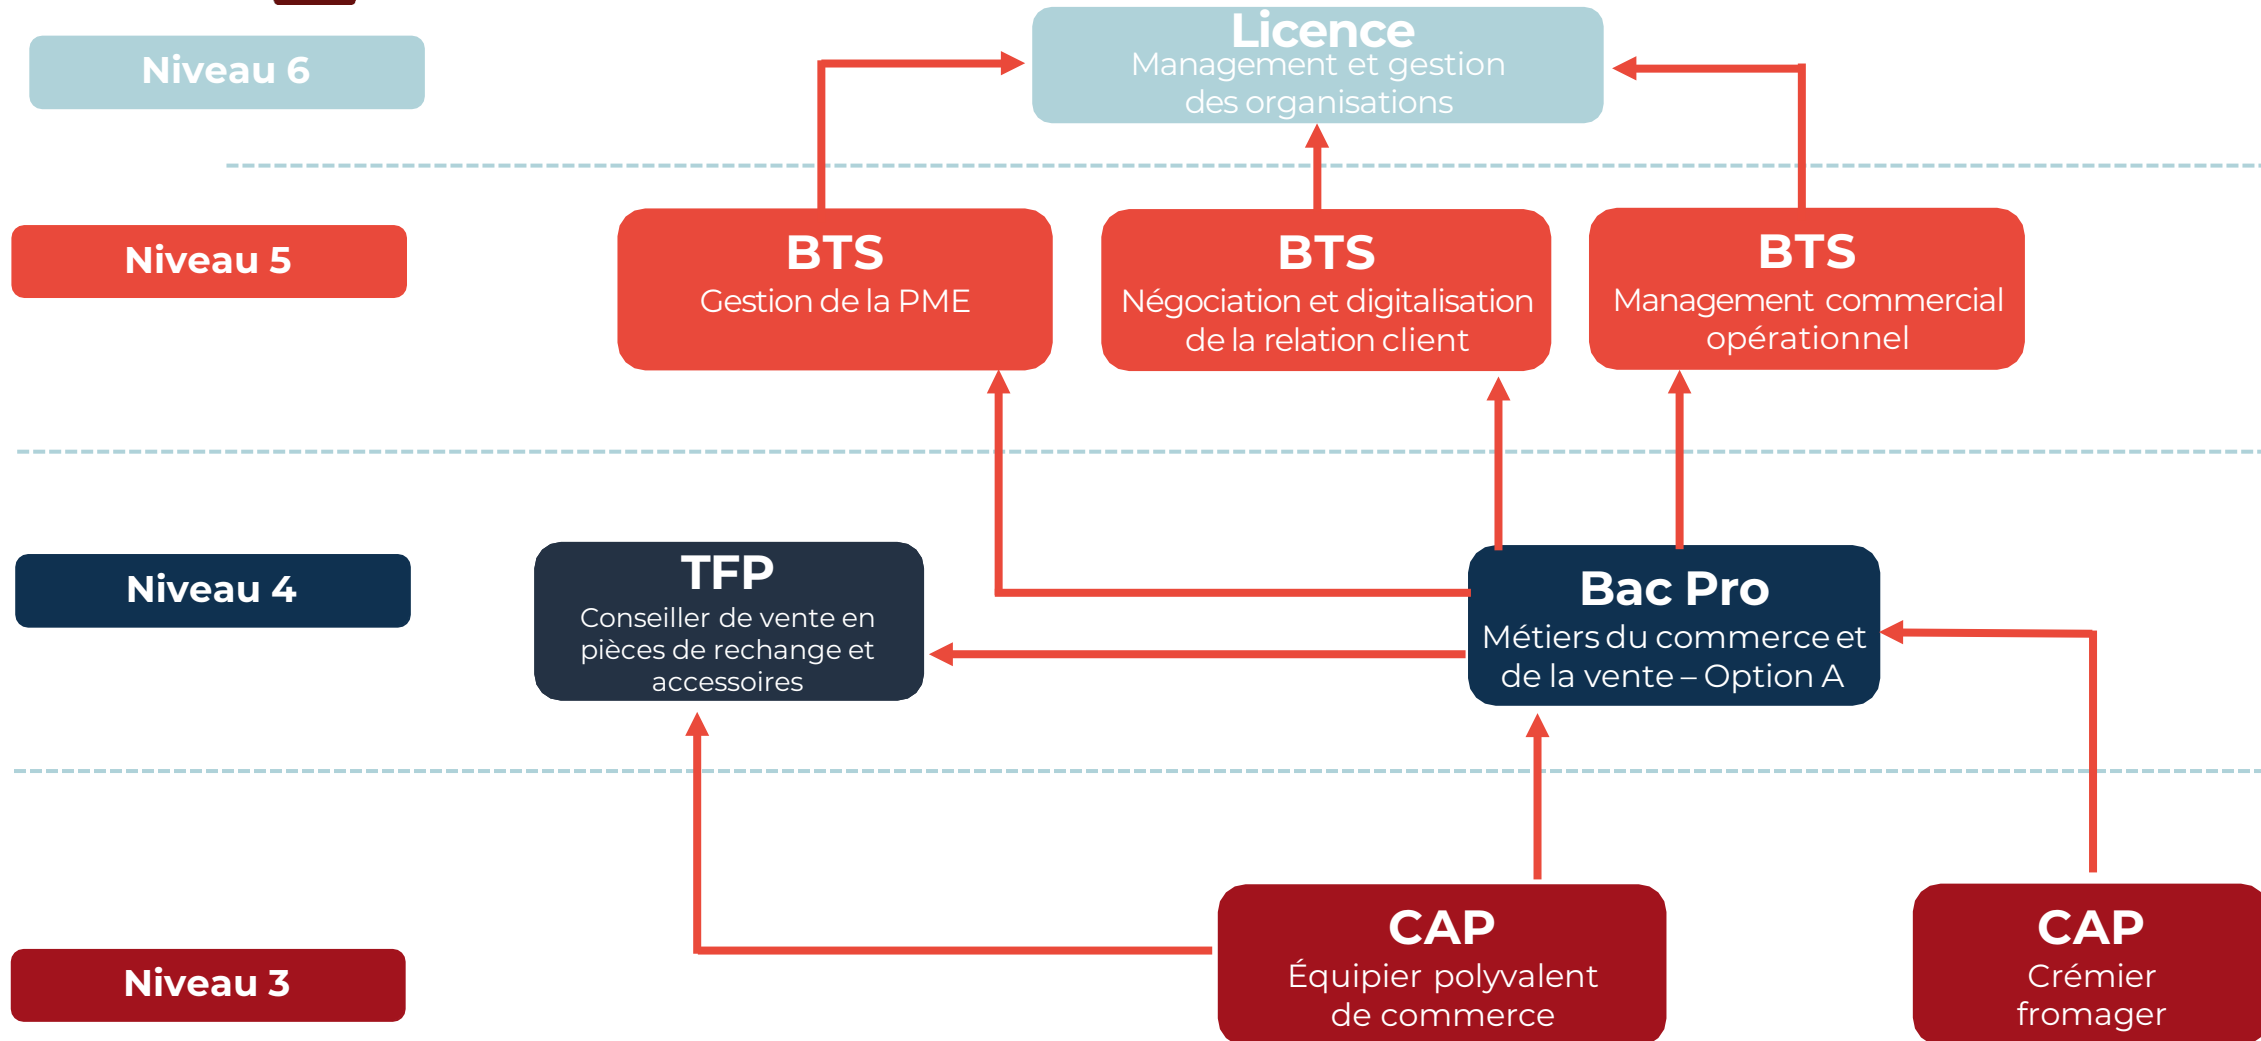 Niveau 6
Licence
Management et gestion
des organisations
Niveau 5
BTS
Gestion de la PME
BTS
Négociation et digitalisation
de la relation client
BTS
Management commercial
opérationnel
Niveau 4
TFP
Conseiller de vente en
pièces de rechange et
accessoires
Bac Pro
Métiers du commerce et
de la vente – Option A
Niveau 3
CAP
Équipier polyvalent
de commerce
CAP
Crémier
fromager